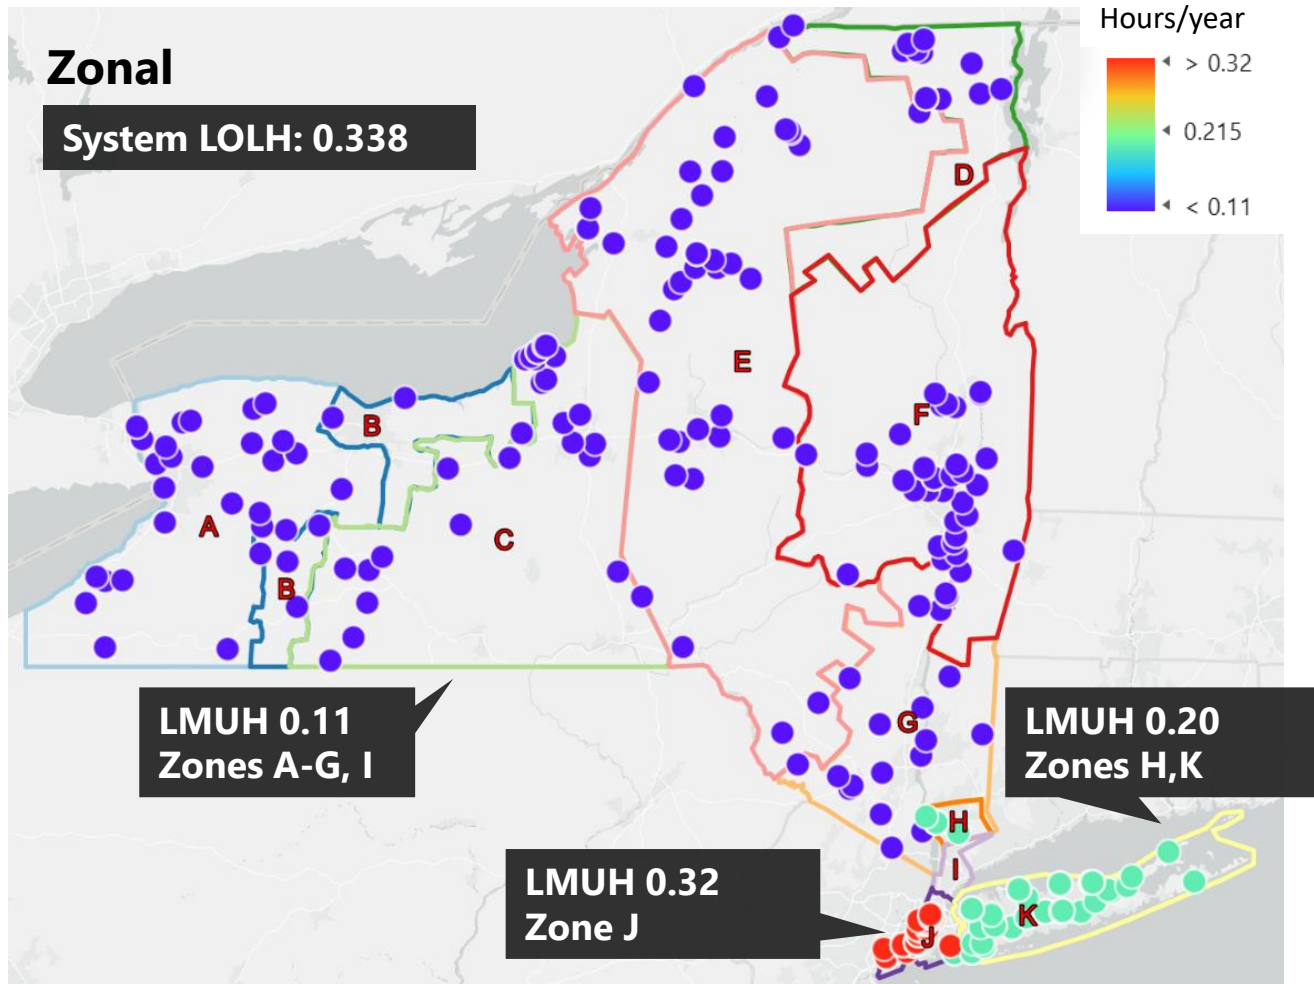 Hours/year
> 0.32
0.215
< 0.11
Zonal
System LOLH: 0.338
D
E
F
B
A
C
B
G
LMUH 0.11
Zones A-G, I
LMUH 0.20
Zones H,K
H
I
LMUH 0.32
Zone J
K
J